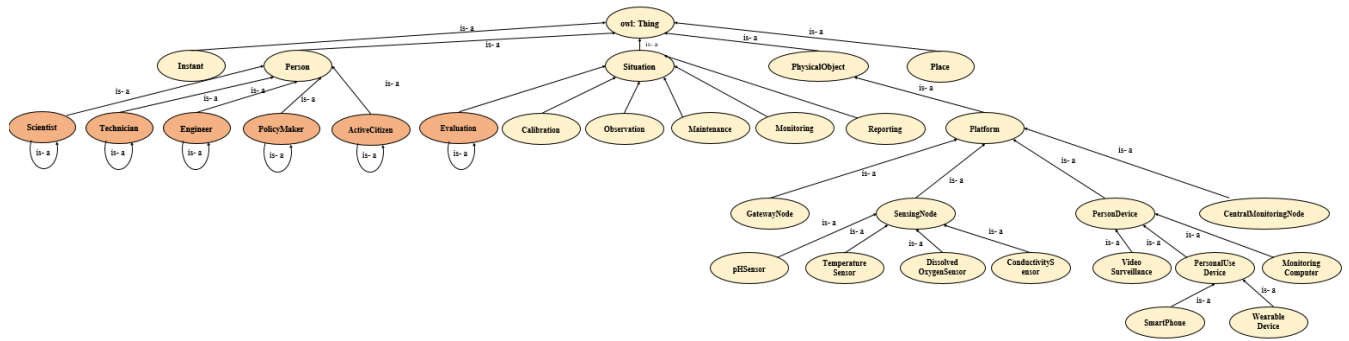 owl: Thing
is- a
is- a
is- a
is- a
is- a
Instant
Person
Situation
PhysicalObject
Place
is- a
is- a
is- a
is- a
is- a
is- a
Scientist
Technician
Engineer
PolicyMaker
ActiveCitizen
Evaluation
Calibration
Observation
Maintenance
Monitoring
Reporting
Platform
is- a
is- a
is- a
is- a
is- a
is- a
is- a
is- a
is- a
is- a
GatewayNode
SensingNode
PersonDevice
CentralMonitoringNode
is- a
is- a
is- a
is- a
is- a
is- a
is- a
pHSensor
Temperature
Sensor
Dissolved
OxygenSensor
ConductivityS
ensor
Video
Surveillance
PersonalUse
Device
Monitoring
Computer
is- a
is- a
SmartPhone
Wearable
Device